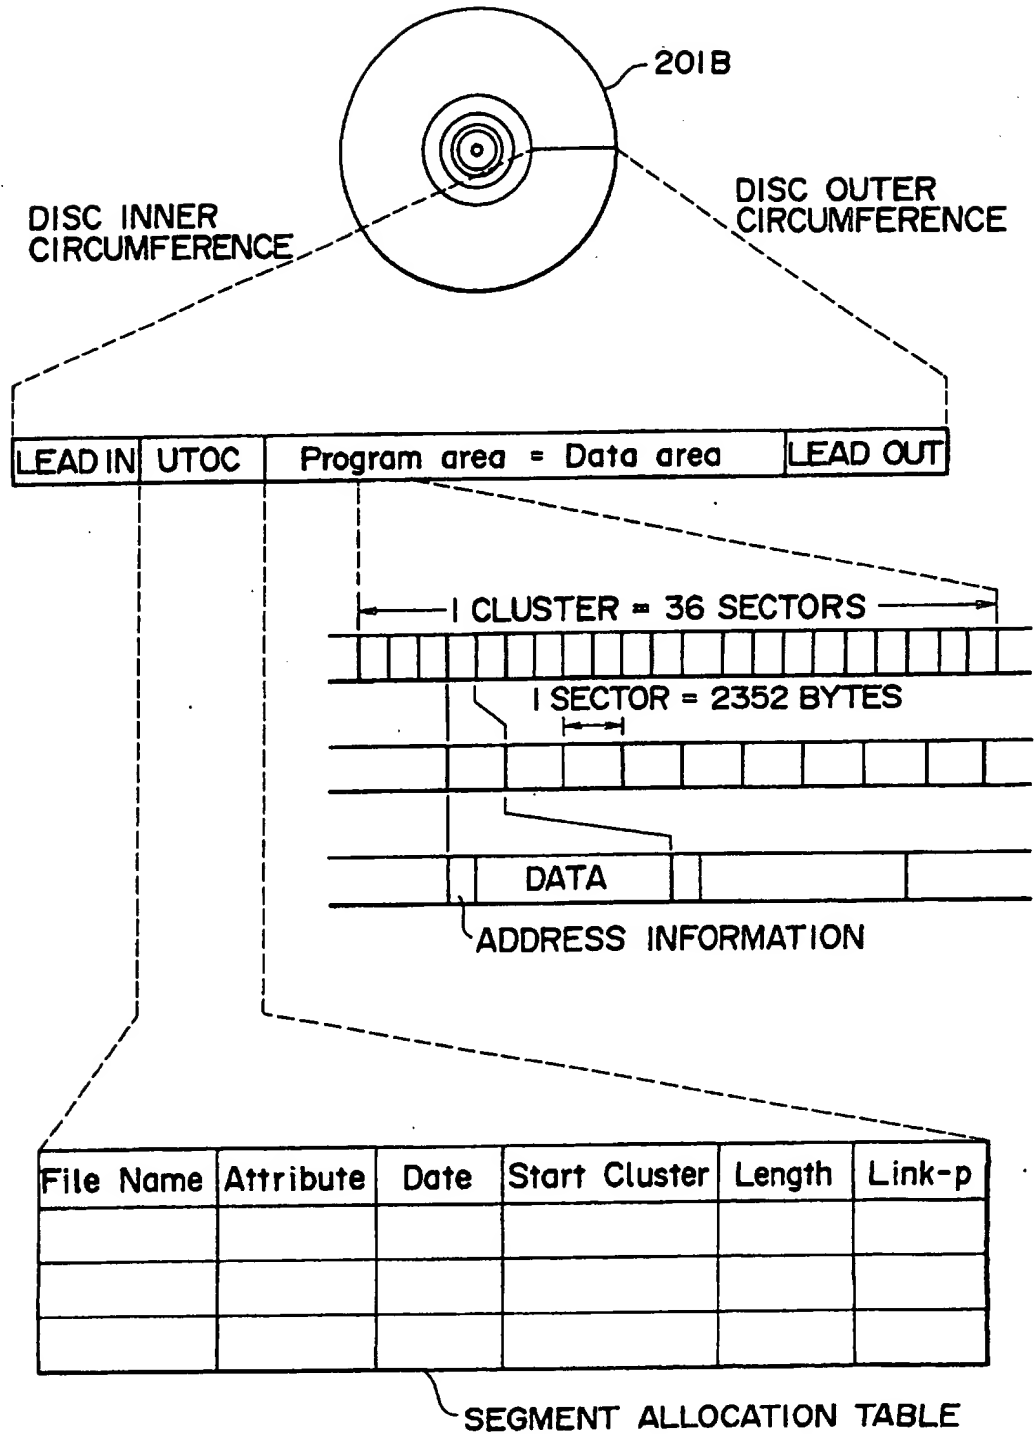 201B
DISC INNER
CIRCUMFERENCE
DISC OUTER
CIRCUMFERENCE
LEAD IN UTOC Program area = Data area LEAD OUT
1 CLUSTER = 36 SECTORS
1 SECTOR = 2352 BYTES
DATA
ADDRESS INFORMATION
File Name Attribute Date Start Cluster Length Link-p
SEGMENT ALLOCATION TABLE